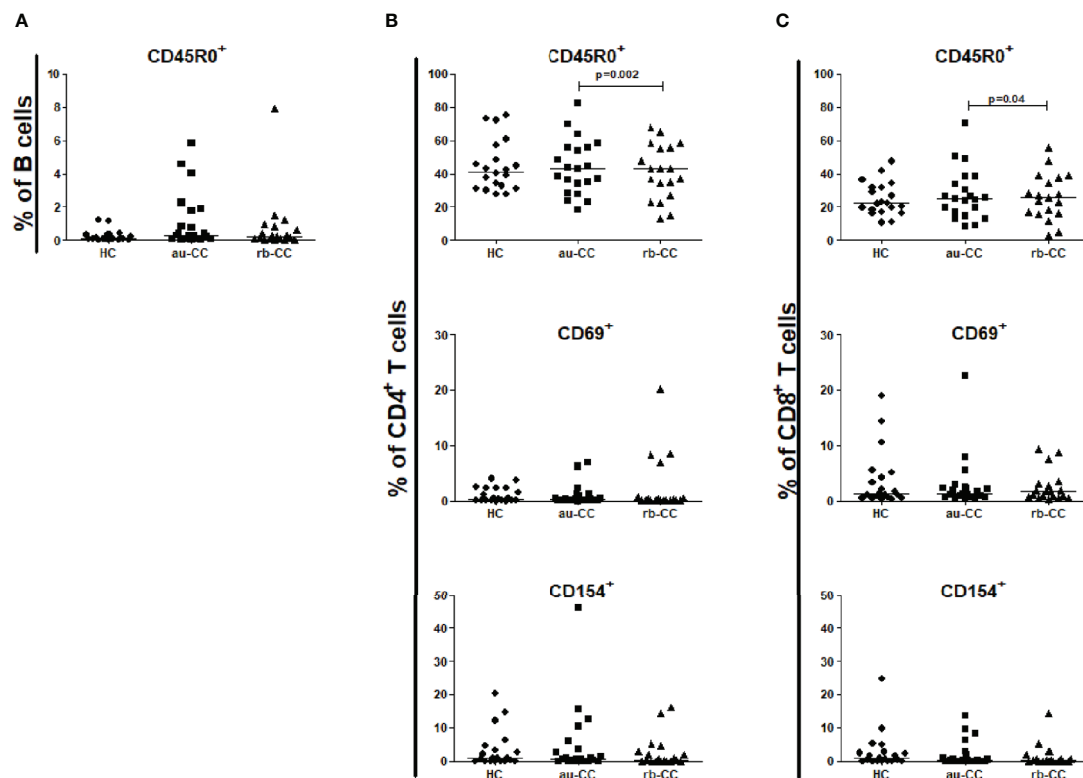 A
B
C
CD45R0+
CD45R0+
CD45R0+
% of B cells
10
8
6
4
2
0
HC au-CC rb-CC
% of CD4+ T cells
100
80
60
40
20
0
p=0.002
HC au-CC rb-CC
% of CD8+ T cells
100
80
60
40
20
0
p=0.04
HC au-CC rb-CC
CD69+
30
20
10
0
HC au-CC rb-CC
CD69+
30
20
10
0
HC au-CC rb-CC
CD154+
50
40
30
20
10
0
HC au-CC rb-CC
CD154+
50
40
30
20
10
0
HC au-CC rb-CC